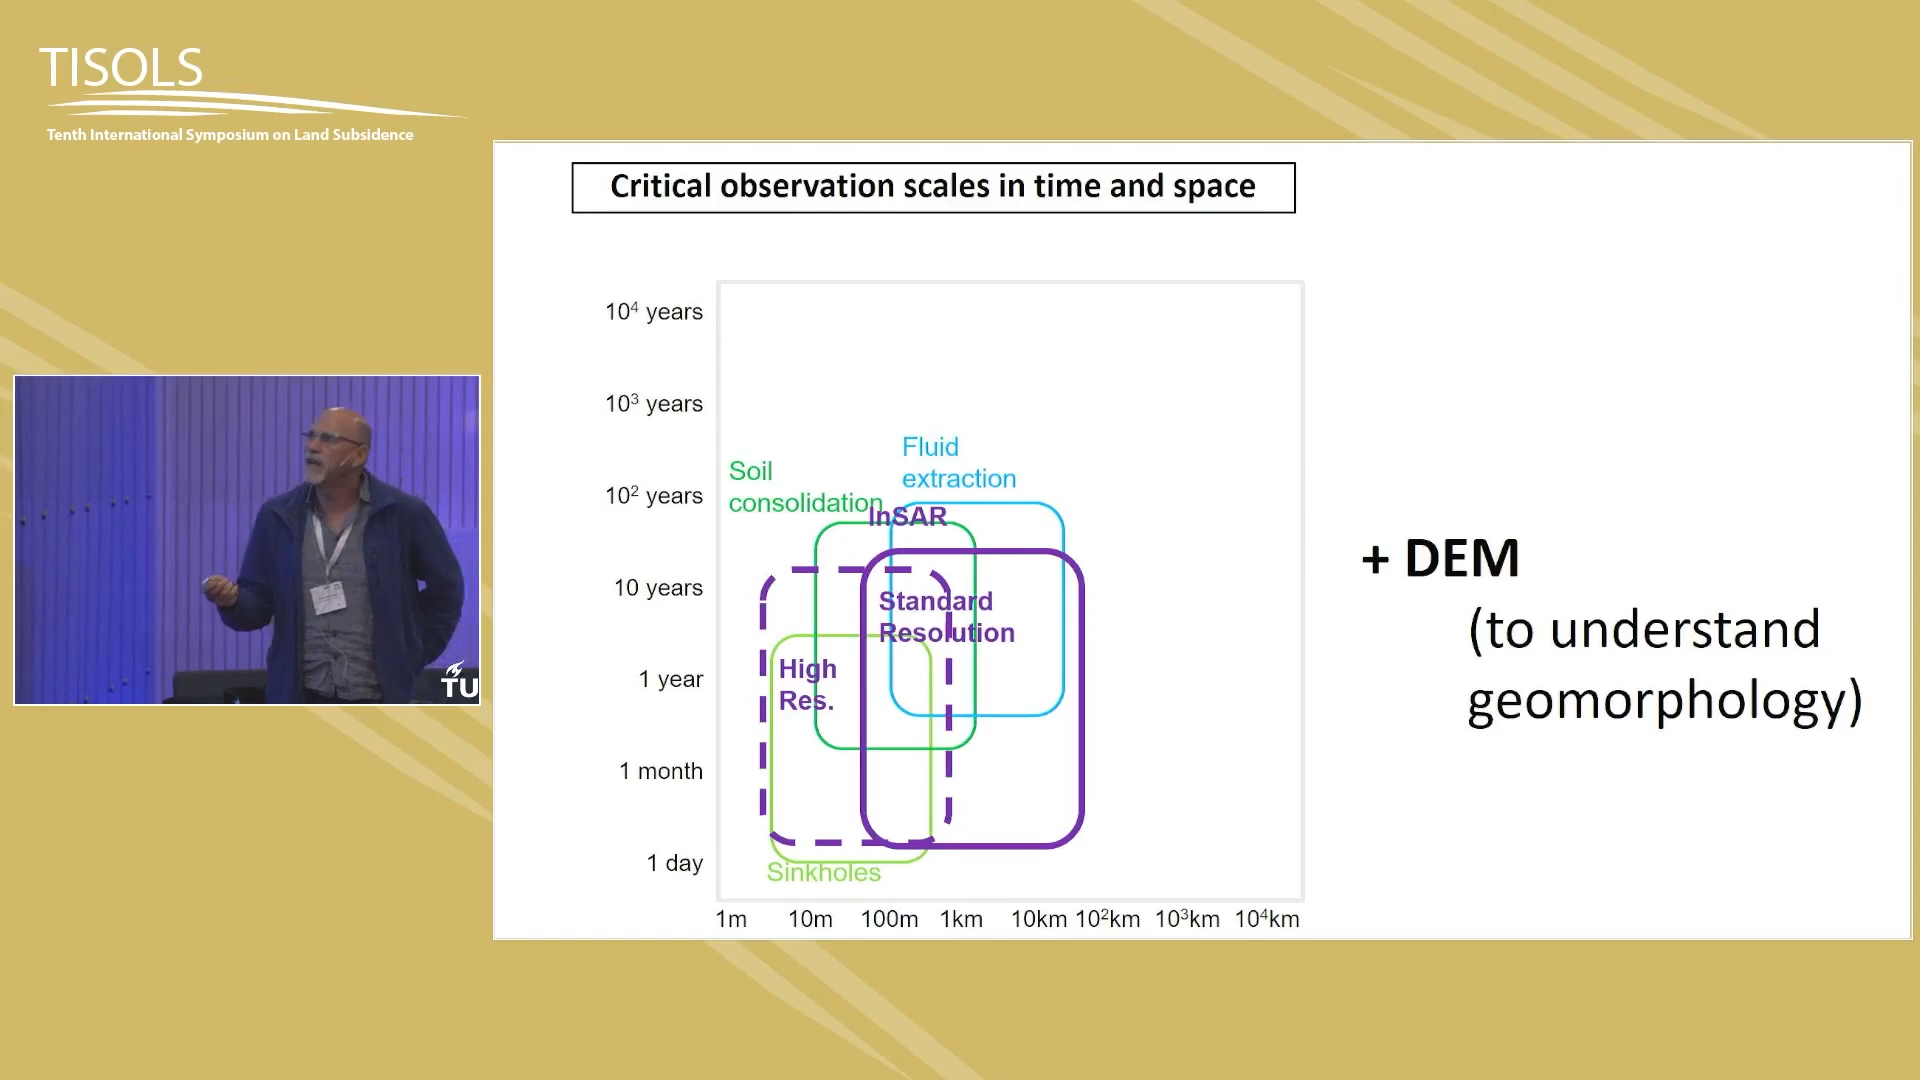 TISOLS
Tenth International Symposium on Land Subsidence
Critical observation scales in time and space
10⁴ years
10³ years
10² years
10 years
1 year
1 month
1 day
Fluid
extraction
Soil
consolidation
InSAR
Standard
Resolution
High
Res.
Sinkholes
1m 10m 100m 1km 10km 10²km 10³km 10⁴km
+ DEM
(to understand
geomorphology)
TU